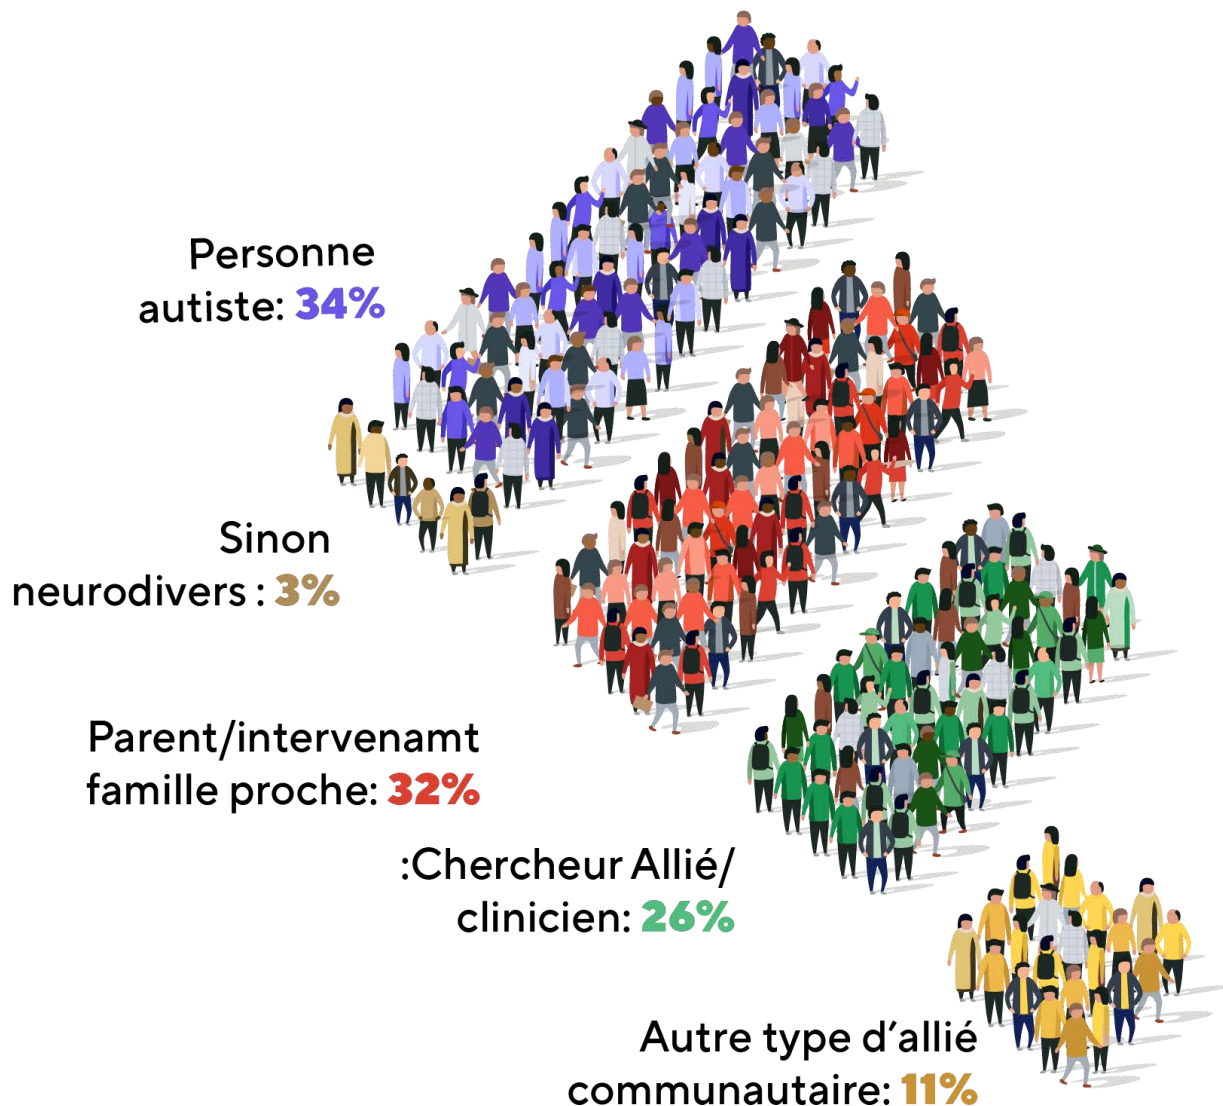 Personne
autiste: 34%
Sinon
neurodivers : 3%
Parent/intervenamt
famille proche: 32%
:Chercheur Allié/
clinicien: 26%
Autre type d’allié
communautaire: 11%